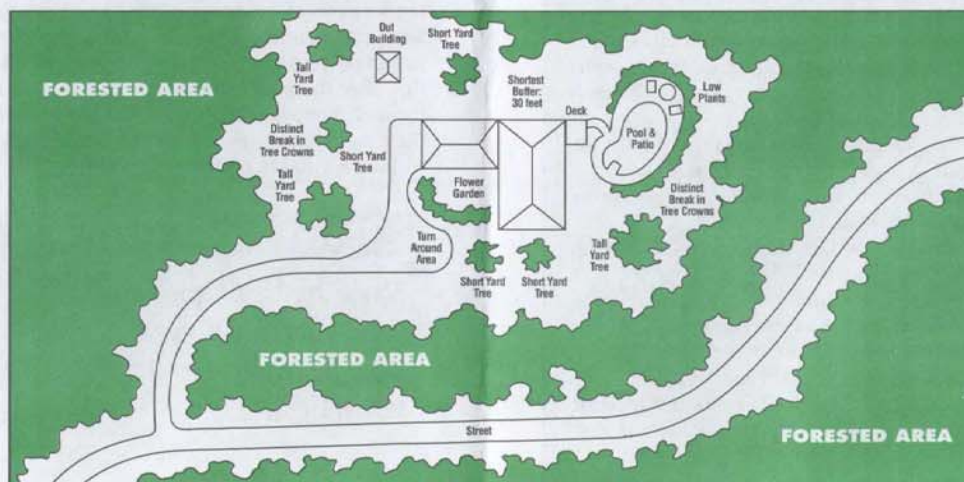 Out
Building
Short Yard
Tree
Tall
Yard
Tree
FORESTED AREA
Shortest
Buffer:
30 feet
Deck
Low
Plants
Pool &
Patio
Distinct
Break in
Tree Crowns
Short Yard
Tree
Tall
Yard
Tree
Flower
Garden
Distinct
Break in
Tree Crowns
Turn
Around
Area
Tall
Yard
Tree
Short Yard
Tree
Short Yard
Tree
FORESTED AREA
Street
FORESTED AREA